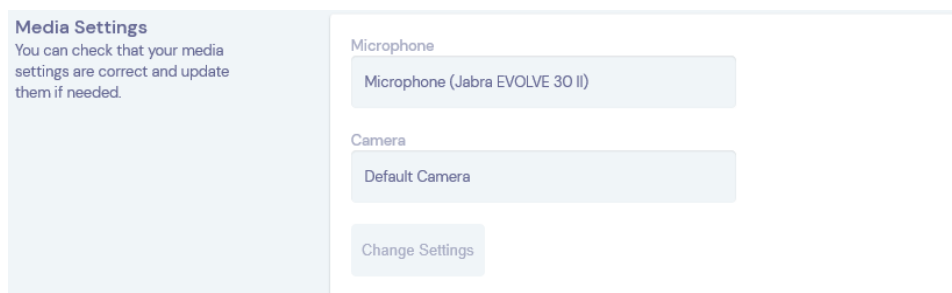 Media Settings
You can check that your media
settings are correct and update
them if needed.
Microphone
Microphone (Jabra EVOLVE 30 II)
Camera
Default Camera
Change Settings